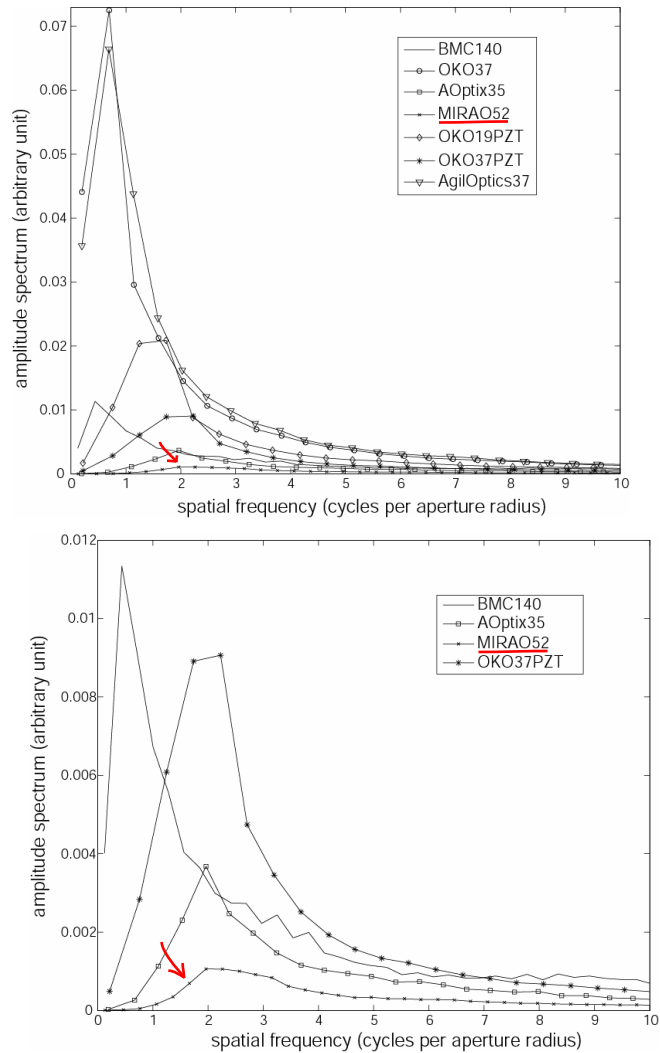 0.07
0.06
0.05
0.04
0.03
0.02
0.01
0
amplitude spectrum (arbitrary unit)
BMC140
OKO37
AOptix35
MIRAO52
OKO19PZT
OKO37PZT
AgilOptics37
0 1 2 3 4 5 6 7 8 9 10
spatial frequency (cycles per aperture radius)
0.012
0.01
0.008
0.006
0.004
0.002
0
amplitude spectrum (arbitrary unit)
BMC140
AOptix35
MIRAO52
OKO37PZT
0 1 2 3 4 5 6 7 8 9 10
spatial frequency (cycles per aperture radius)